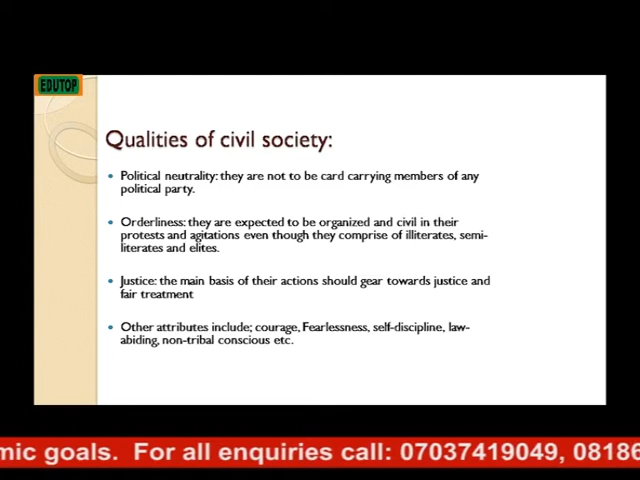 EDUTOP
Qualities of civil society:
Political neutrality: they are not to be card carrying members of any
political party.
Orderliness: they are expected to be organized and civil in their
protests and agitations even though they comprise of illiterates, semi-
literates and elites.
Justice: the main basis of their actions should gear towards justice and
fair treatment
Other attributes include; courage, Fearlessness, self-discipline, law-
abiding, non-tribal conscious etc.
mic goals. For all enquiries call: 07037419049, 08186